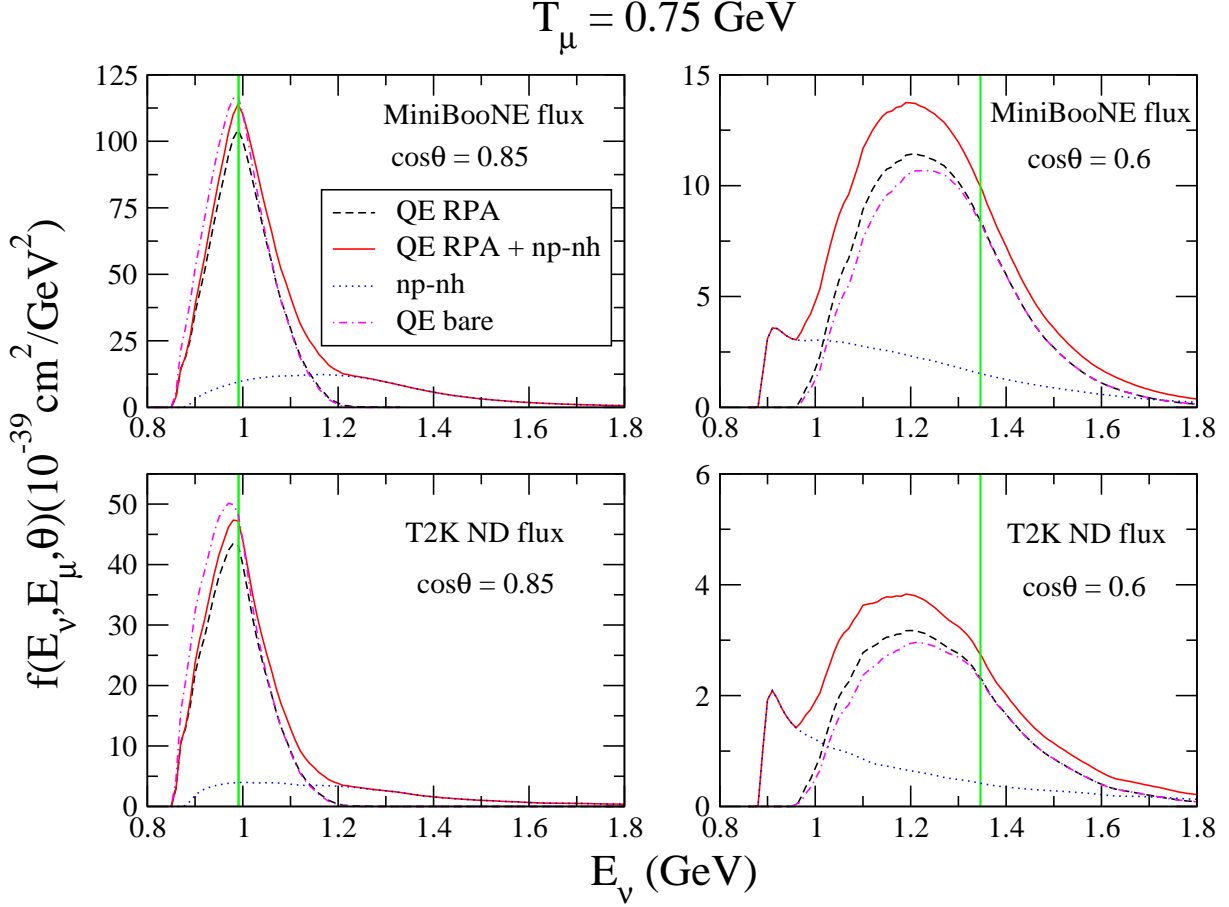 T_μ = 0.75 GeV
f(E_ν,E_μ,θ)(10^-39 cm^2/GeV^2)
125
100
75
50
25
0
0.8 1 1.2 1.4 1.6 1.8
MiniBooNE flux
cosθ = 0.85
QE RPA
QE RPA + np-nh
np-nh
QE bare
15
10
5
0
0.8 1 1.2 1.4 1.6 1.8
MiniBooNE flux
cosθ = 0.6
50
40
30
20
10
0
0.8 1 1.2 1.4 1.6 1.8
T2K ND flux
cosθ = 0.85
6
4
2
0
0.8 1 1.2 1.4 1.6 1.8
T2K ND flux
cosθ = 0.6
E_ν (GeV)